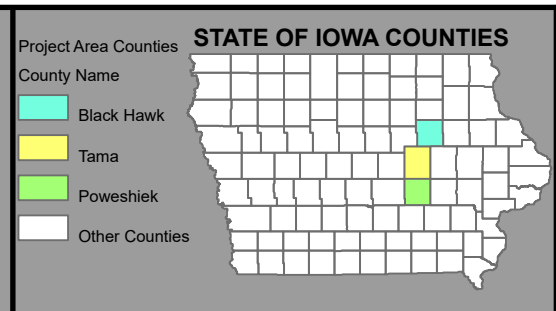 STATE OF IOWA COUNTIES
Project Area Counties
County Name
Black Hawk
Tama
Poweshiek
Other Counties